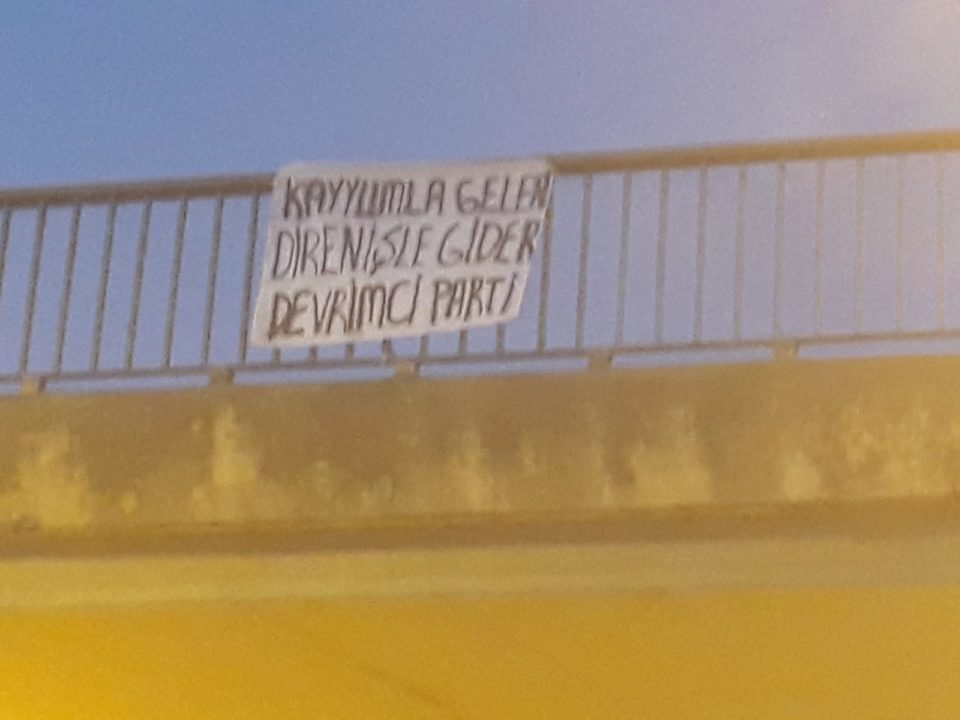 KAYYUMLA GELEN
DİRENİŞLE GİDER
DEVRİMCİ PARTİ